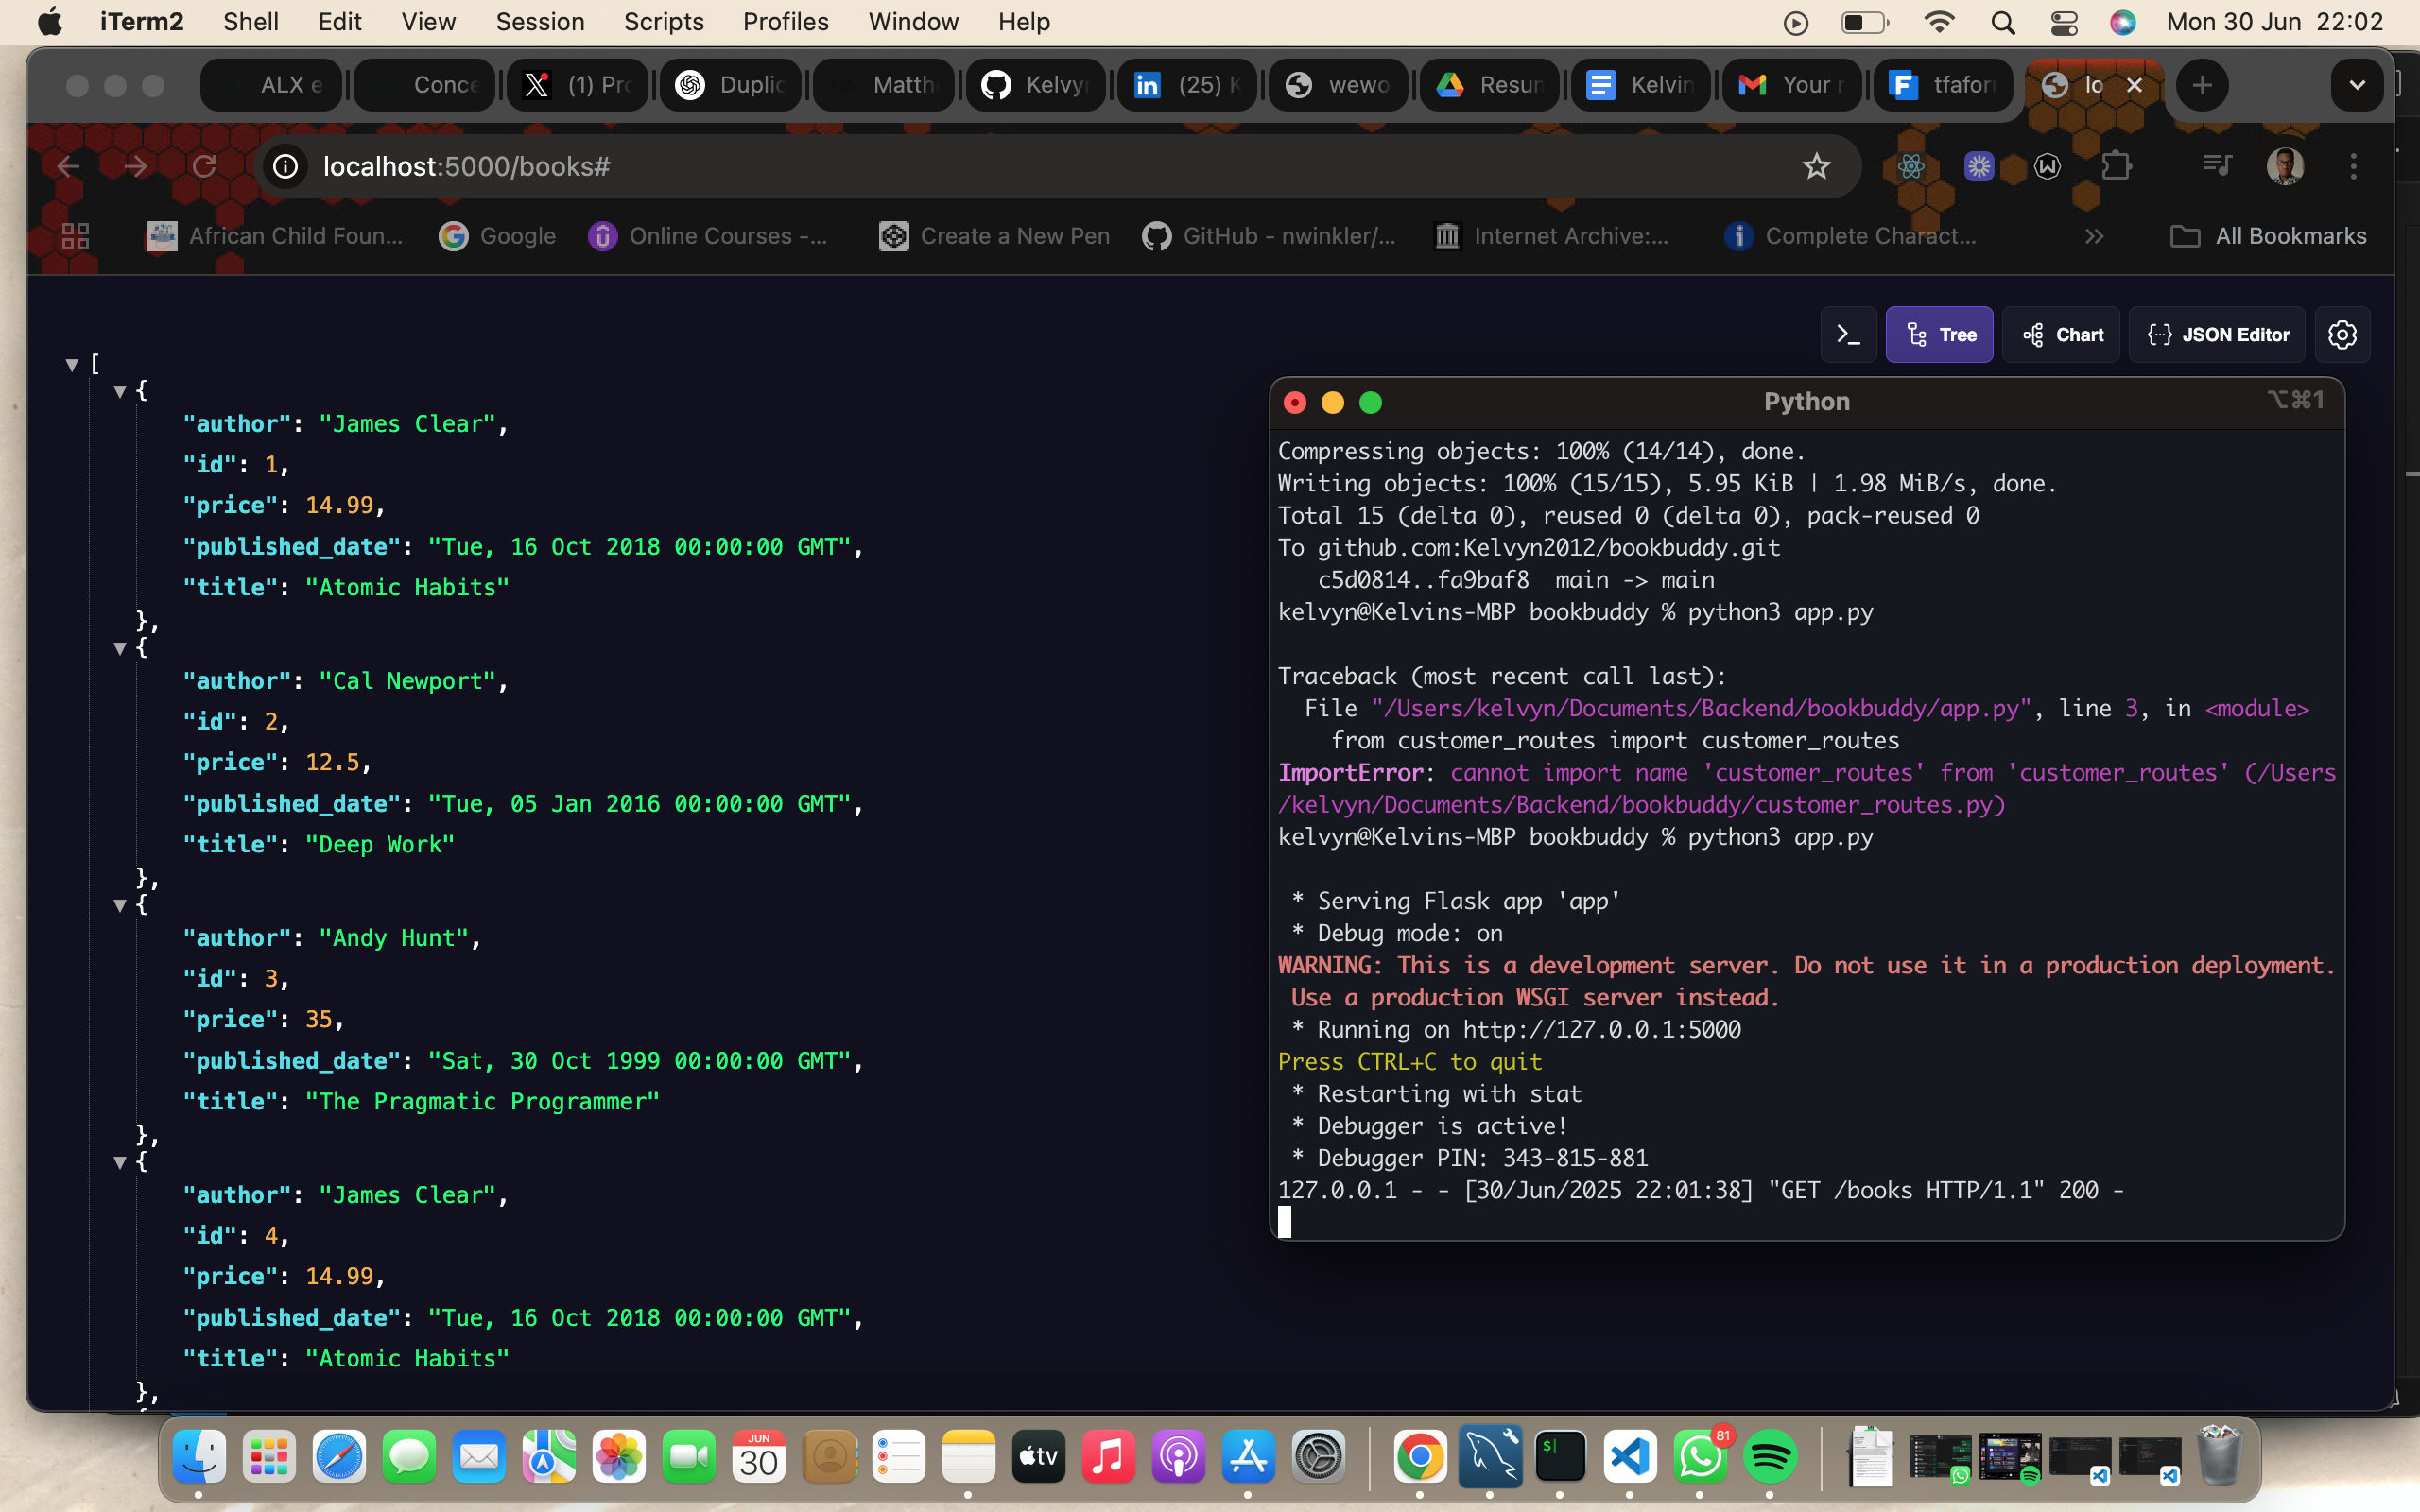 iTerm2 Shell Edit View Session Scripts Profiles Window Help Mon 30 Jun 22:02
ALX e Conce (1) Pro Duplic Matth Kelvy (25) K wewo Resun Kelvin Your r tfaforr lo
localhost:5000/books#
African Child Foun... Google Online Courses -... Create a New Pen GitHub - nwinkler/... Internet Archive:... Complete Charact... >> All Bookmarks
>_ Tree Chart JSON Editor
[
{
"author": "James Clear",
"id": 1,
"price": 14.99,
"published_date": "Tue, 16 Oct 2018 00:00:00 GMT",
"title": "Atomic Habits"
},
{
"author": "Cal Newport",
"id": 2,
"price": 12.5,
"published_date": "Tue, 05 Jan 2016 00:00:00 GMT",
"title": "Deep Work"
},
{
"author": "Andy Hunt",
"id": 3,
"price": 35,
"published_date": "Sat, 30 Oct 1999 00:00:00 GMT",
"title": "The Pragmatic Programmer"
},
{
"author": "James Clear",
"id": 4,
"price": 14.99,
"published_date": "Tue, 16 Oct 2018 00:00:00 GMT",
"title": "Atomic Habits"
},
Python ⌥⌘1
Compressing objects: 100% (14/14), done.
Writing objects: 100% (15/15), 5.95 KiB | 1.98 MiB/s, done.
Total 15 (delta 0), reused 0 (delta 0), pack-reused 0
To github.com:Kelvyn2012/bookbuddy.git
c5d0814..fa9baf8  main -> main
kelvyn@Kelvins-MBP bookbuddy % python3 app.py
Traceback (most recent call last):
File "/Users/kelvyn/Documents/Backend/bookbuddy/app.py", line 3, in <module>
from customer_routes import customer_routes
ImportError: cannot import name 'customer_routes' from 'customer_routes' (/Users
/kelvyn/Documents/Backend/bookbuddy/customer_routes.py)
kelvyn@Kelvins-MBP bookbuddy % python3 app.py
* Serving Flask app 'app'
* Debug mode: on
WARNING: This is a development server. Do not use it in a production deployment.
Use a production WSGI server instead.
* Running on http://127.0.0.1:5000
Press CTRL+C to quit
* Restarting with stat
* Debugger is active!
* Debugger PIN: 343-815-881
127.0.0.1 - - [30/Jun/2025 22:01:38] "GET /books HTTP/1.1" 200 -
JUN
30
tv
$
81